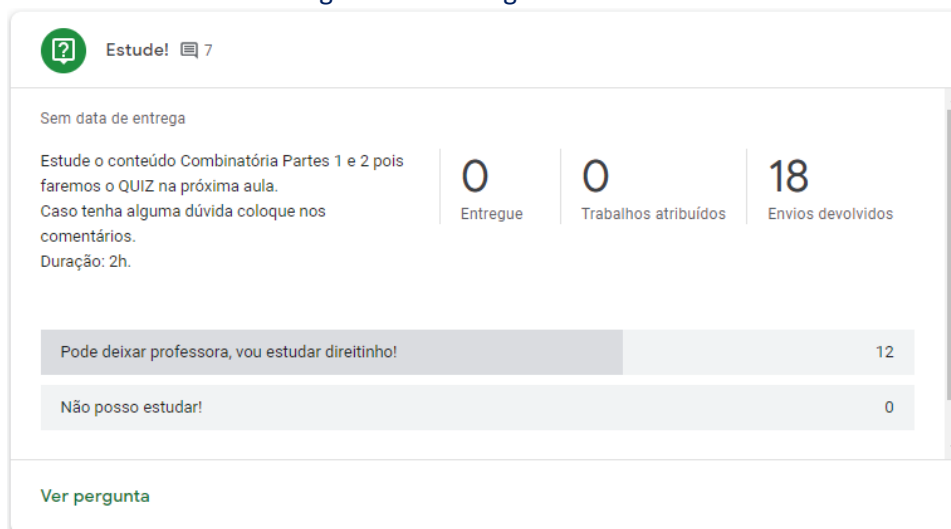 Estude! 7
Sem data de entrega
Estude o conteúdo Combinatória Partes 1 e 2 pois
faremos o QUIZ na próxima aula.
Caso tenha alguma dúvida coloque nos
comentários.
Duração: 2h.
0
Entregue
0
Trabalhos atribuídos
18
Envios devolvidos
Pode deixar professora, vou estudar direitinho! 12
Não posso estudar! 0
Ver pergunta